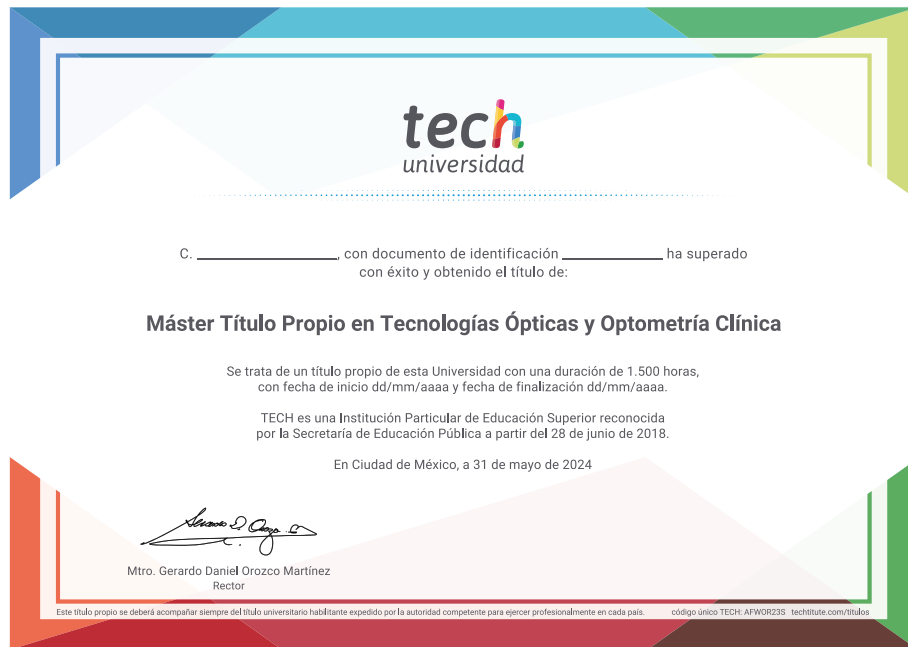 tech
universidad
C. ____________________, con documento de identificación ______________ ha superado
con éxito y obtenido el título de:
Máster Título Propio en Tecnologías Ópticas y Optometría Clínica
Se trata de un título propio de esta Universidad con una duración de 1.500 horas,
con fecha de inicio dd/mm/aaaa y fecha de finalización dd/mm/aaaa.
TECH es una Institución Particular de Educación Superior reconocida
por la Secretaría de Educación Pública a partir del 28 de junio de 2018.
En Ciudad de México, a 31 de mayo de 2024
Mtro. Gerardo Daniel Orozco Martínez
Rector
Este título propio se deberá acompañar siempre del título universitario habilitante expedido por la autoridad competente para ejercer profesionalmente en cada país. código único TECH: AFWOR23S techtitute.com/titulos